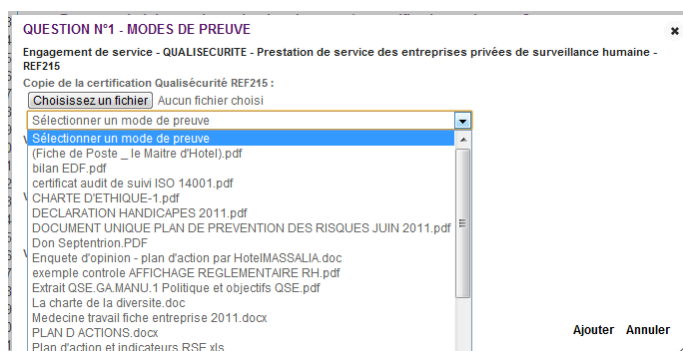 QUESTION N°1 - MODES DE PREUVE
Engagement de service - QUALISECURITE - Prestation de service des entreprises privées de surveillance humaine -
REF215
Copie de la certification Qualisécurité REF215 :
Choisissez un fichier Aucun fichier choisi
Sélectionner un mode de preuve
Sélectionner un mode de preuve
(Fiche de Poste _ le Maitre d'Hotel).pdf
bilan EDF.pdf
certificat audit de suivi ISO 14001.pdf
CHARTE D'ETHIQUE-1.pdf
DECLARATION HANDICAPES 2011.pdf
DOCUMENT UNIQUE PLAN DE PREVENTION DES RISQUES JUIN 2011.pdf
Don Septentrion.PDF
Enquete d'opinion - plan d'action par HotelMASSALIA.doc
exemple controle AFFICHAGE REGLEMENTAIRE RH.pdf
Extrait QSE.GA.MANU.1 Politique et objectifs QSE.pdf
La charte de la diversite.doc
Medecine travail fiche entreprise 2011.docx
PLAN D ACTIONS.docx
Plan d'action et indicateurs RSE.xls
Ajouter Annuler